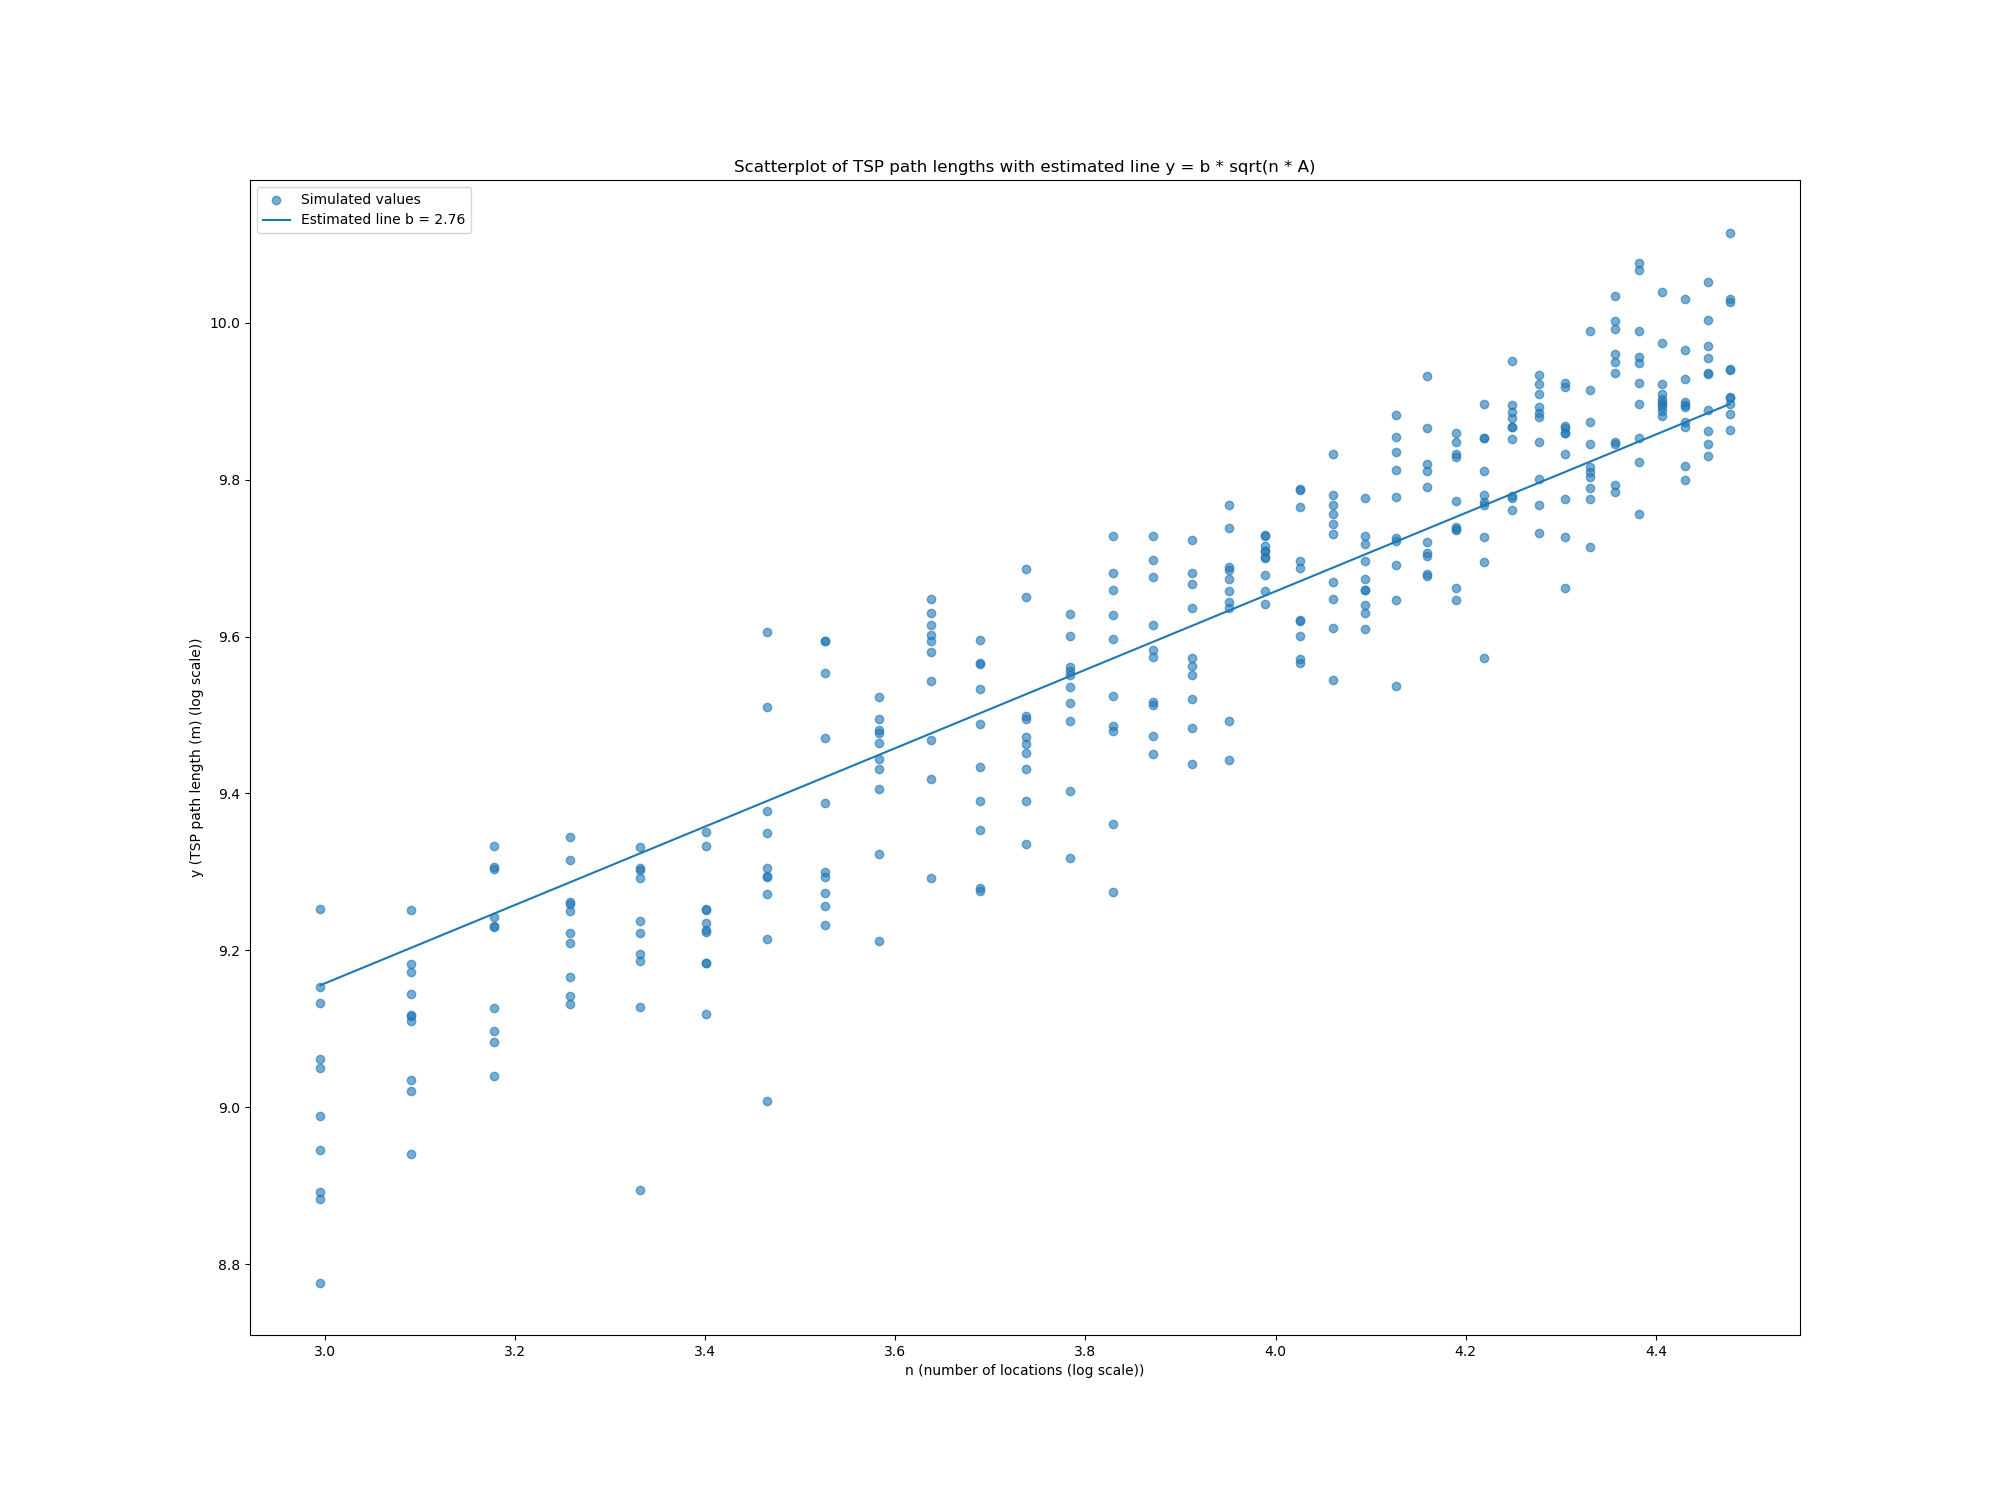 Scatterplot of TSP path lengths with estimated line y = b * sqrt(n * A)
Simulated values
Estimated line b = 2.76
10.0
9.8
9.6
9.4
9.2
9.0
8.8
y (TSP path length (m) (log scale))
3.0 3.2 3.4 3.6 3.8 4.0 4.2 4.4
n (number of locations (log scale))